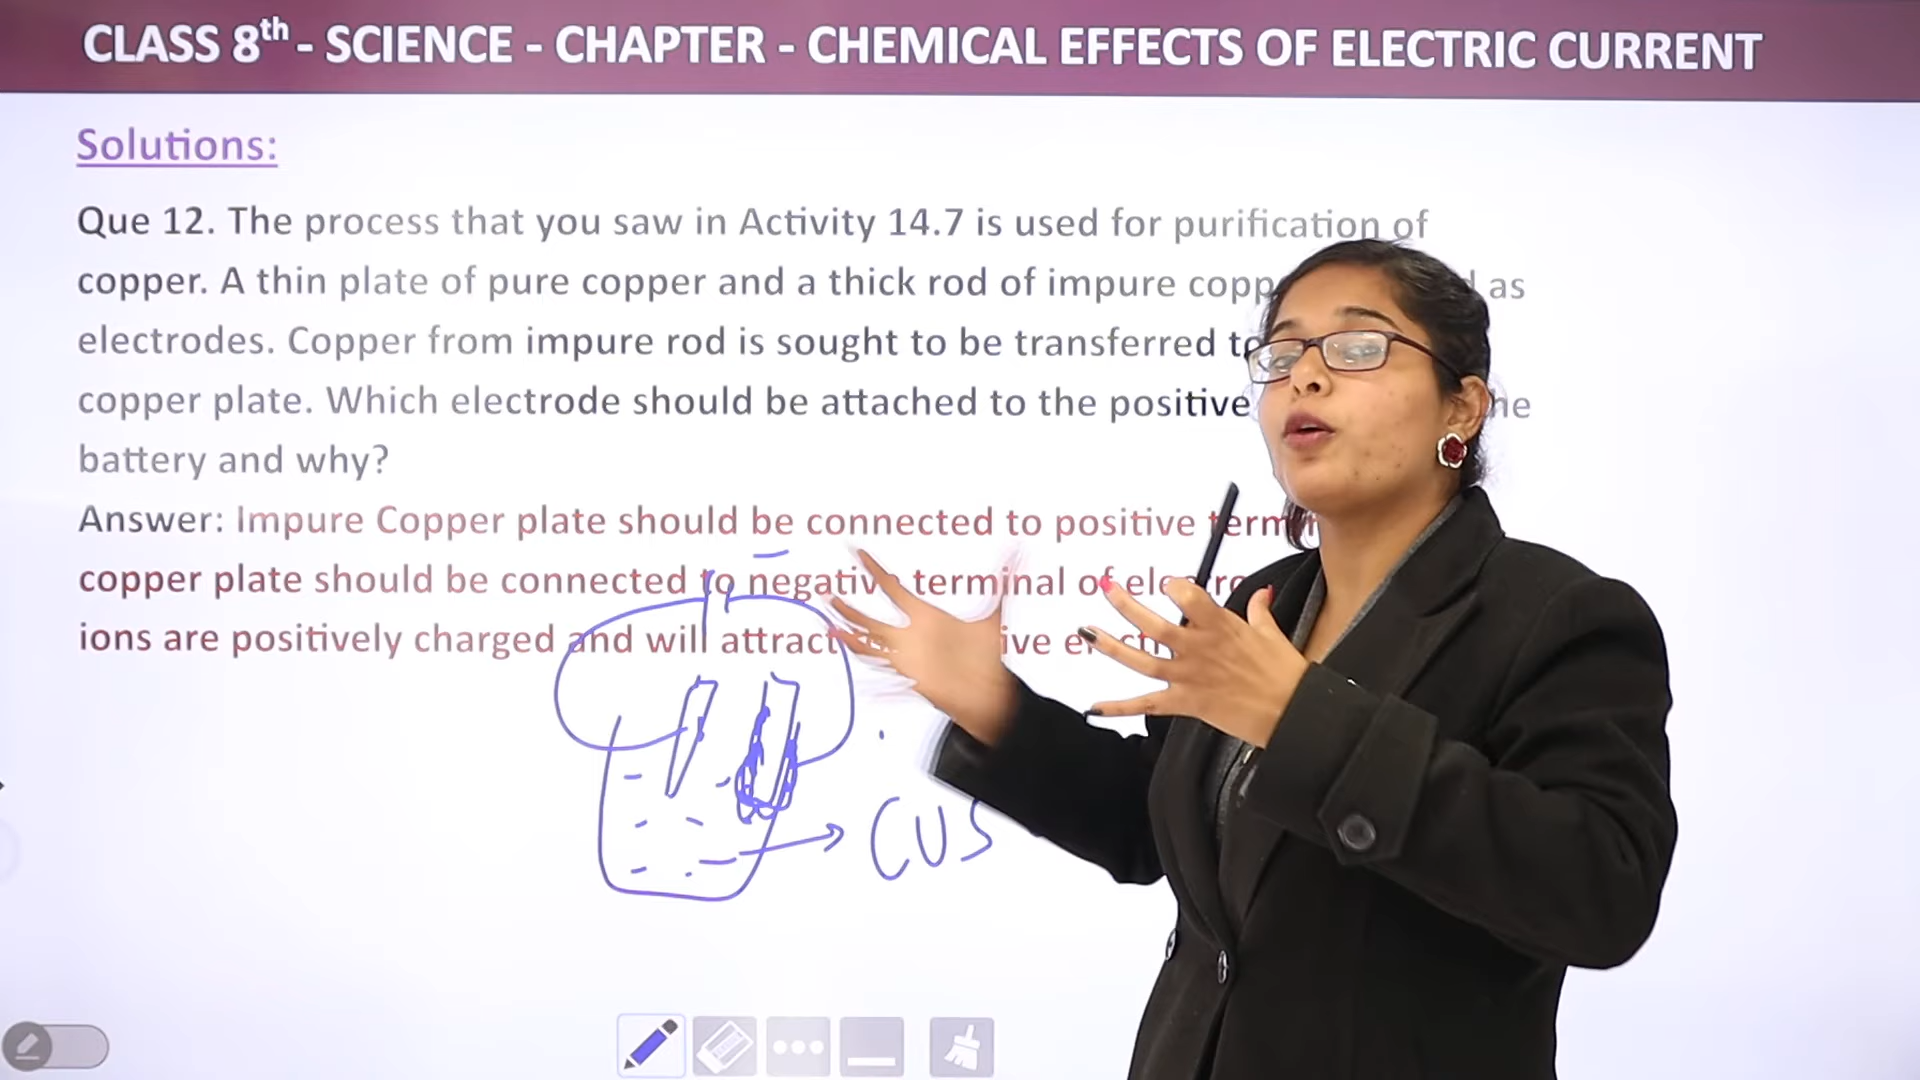 CLASS 8th - SCIENCE - CHAPTER - CHEMICAL EFFECTS OF ELECTRIC CURRENT
Solutions:
Que 12. The process that you saw in Activity 14.7 is used for purification of
copper. A thin plate of pure copper and a thick rod of impure as
electrodes. Copper from impure rod is sought to be transferred
copper plate. Which electrode should be attached to the positive
battery and why?
Answer: Impure Copper plate should be connected to positive
copper plate should be connected to negative terminal of
ions are positively charged and will attract
CUS